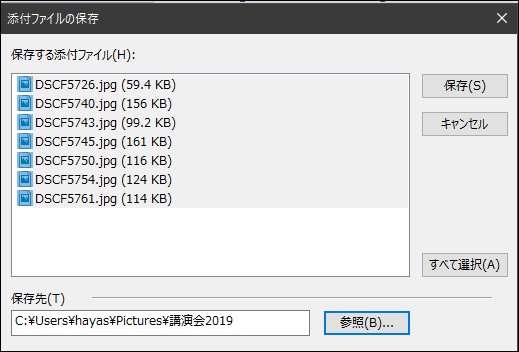 添付ファイルの保存
保存する添付ファイル(H):
DSCF5726.jpg (59.4 KB)
DSCF5740.jpg (156 KB)
DSCF5743.jpg (99.2 KB)
DSCF5745.jpg (161 KB)
DSCF5750.jpg (116 KB)
DSCF5754.jpg (124 KB)
DSCF5761.jpg (114 KB)
保存(S)
キャンセル
すべて選択(A)
保存先(T)
C:¥Users¥hayas¥Pictures¥講演会2019
参照(B)...